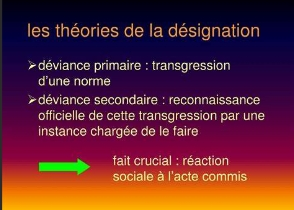 les théories de la désignation
➢déviance primaire : transgression
d'une norme
➢déviance secondaire : reconnaissance
officielle de cette transgression par une
instance chargée de le faire
fait crucial : réaction
sociale à l'acte commis